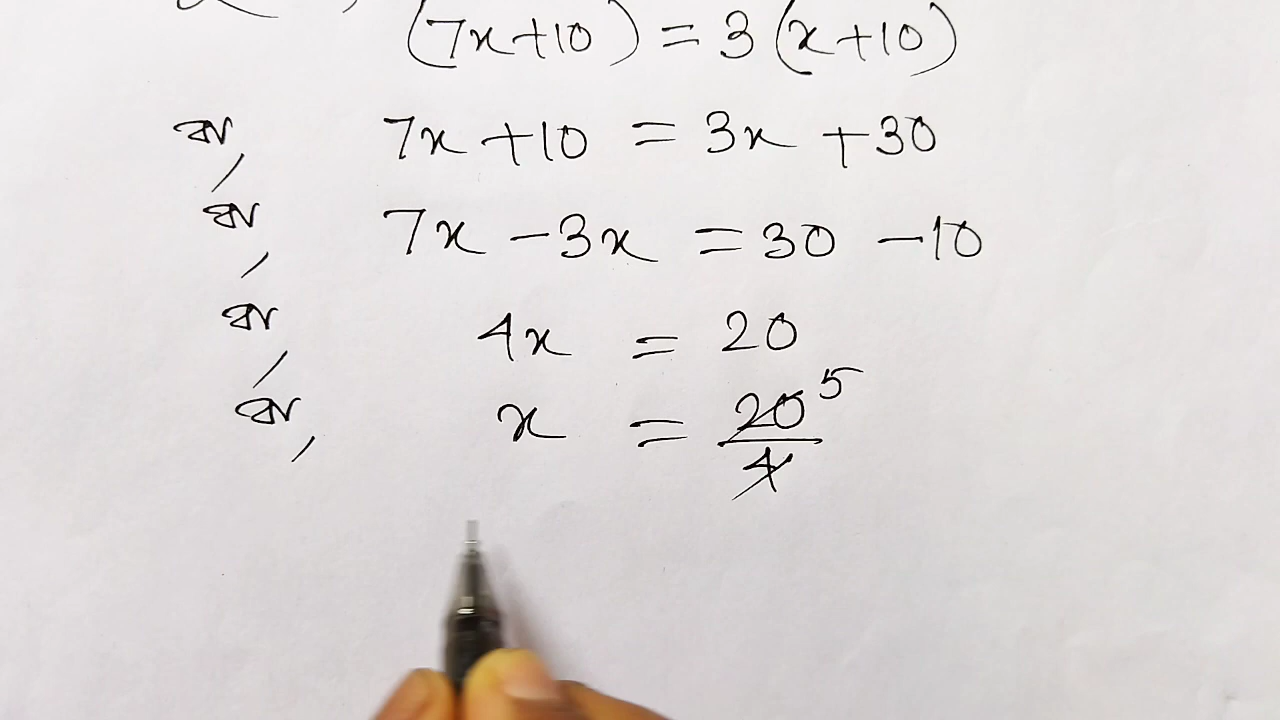 (7x+10) = 3(x+10)
বা, 7x + 10 = 3x + 30
বা, 7x - 3x = 30 - 10
বা, 4x = 20
বা, x = 20/4 5